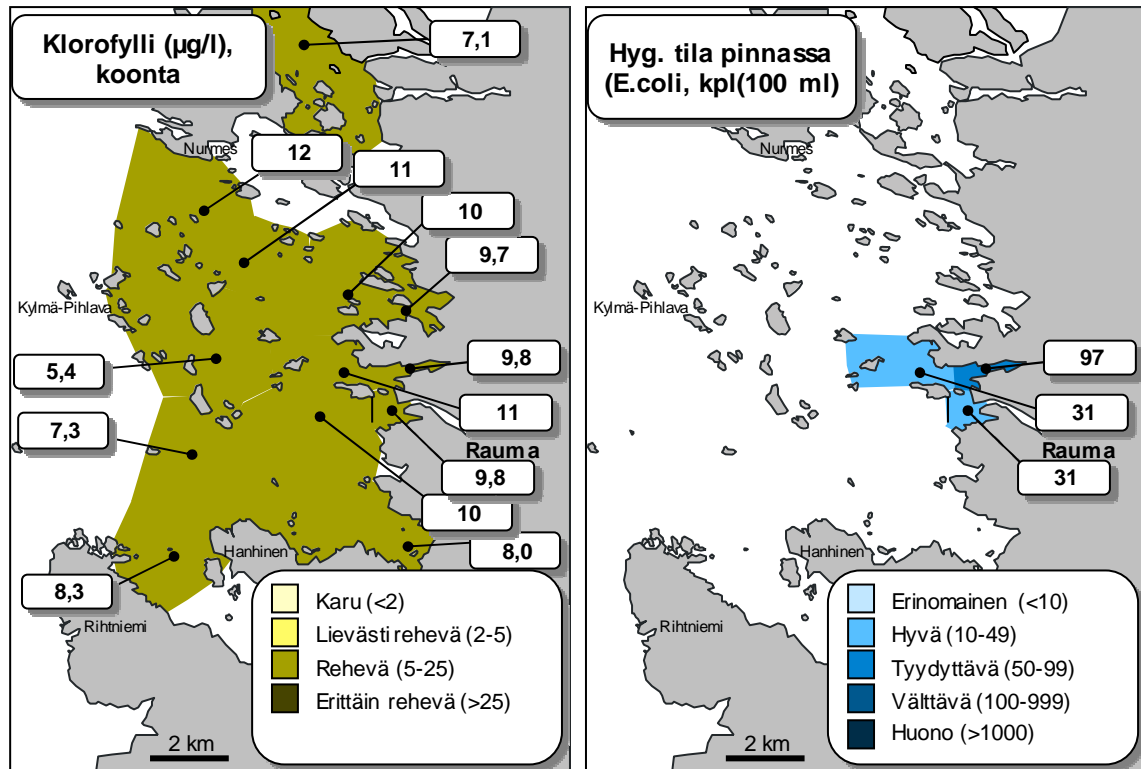 Klorofylli (µg/l),
koonta
7,1
Nurmes
12
11
10
9,7
Kylmä-Pihlava
5,4
9,8
11
7,3
Rauma
9,8
10
Hanhinen
8,0
8,3
Rihtniemi
Karu (<2)
Lievästi rehevä (2-5)
Rehevä (5-25)
Erittäin rehevä (>25)
2 km
Hyg. tila pinnassa
(E.coli, kpl(100 ml)
Nurmes
Kylmä-Pihlava
97
31
Rauma
31
Hanhinen
Rihtniemi
Erinomainen (<10)
Hyvä (10-49)
Tyydyttävä (50-99)
Välttävä (100-999)
Huono (>1000)
2 km